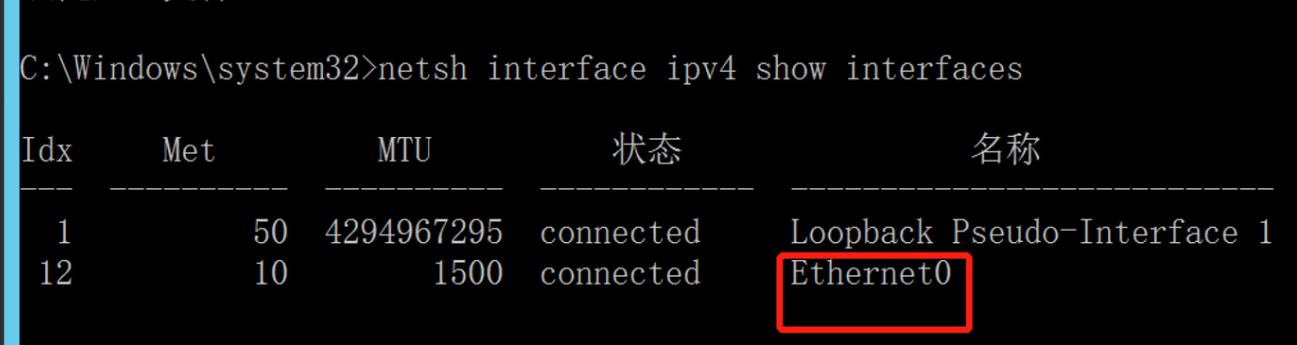 C:\Windows\system32>netsh interface ipv4 show interfaces
Idx     Met         MTU          状态                名称
---  ----------  ----------  ------------  ---------------------------
  1          50  4294967295  connected     Loopback Pseudo-Interface 1
 12          10        1500  connected     Ethernet0